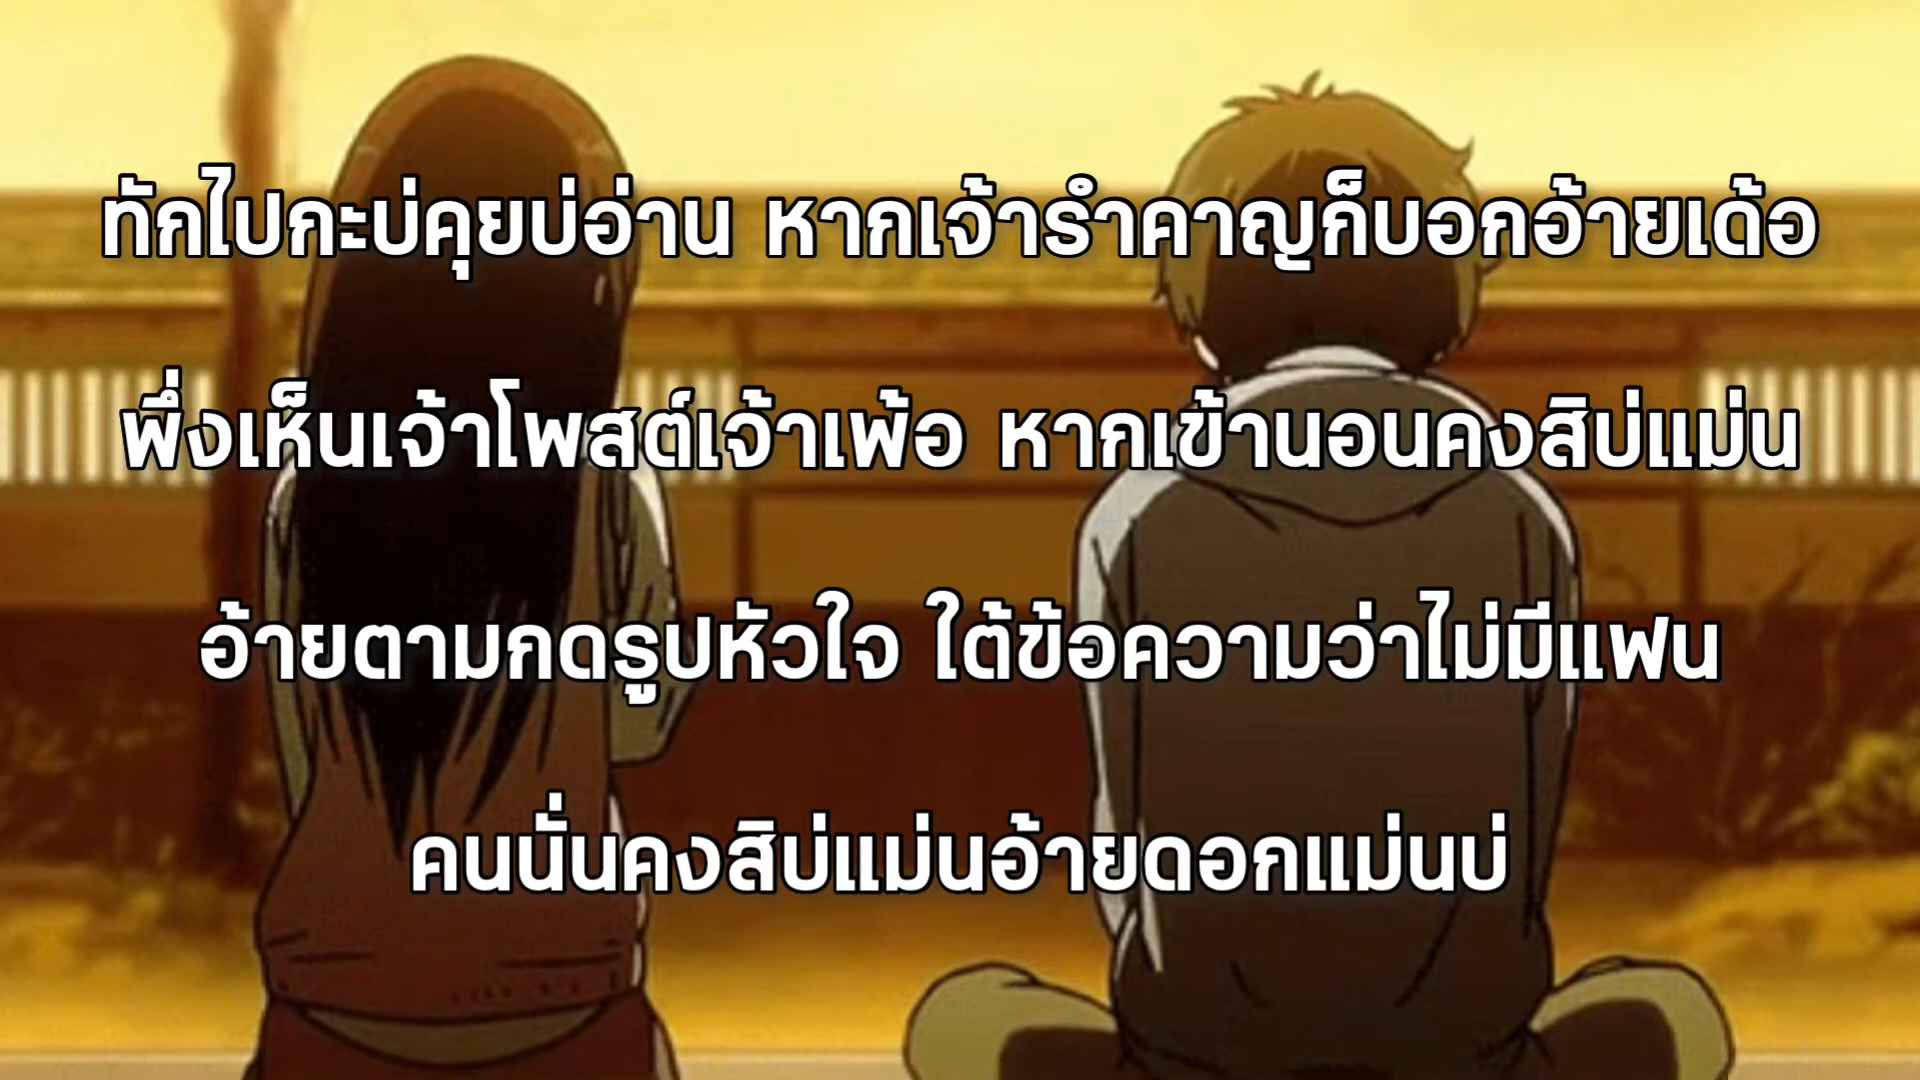 ทักไปกะบ่คุยบ่อ่าน หากเจ้ารำคาญก็บอกอ้ายเด้อ
พึ่งเห็นเจ้าโพสต์เจ้าเพ้อ หากเข้านอนคงสิบ่แม่น
อ้ายตามกดรูปหัวใจ ใต้ข้อความว่าไม่มีแฟน
คนนั่นคงสิบ่แม่นอ้ายดอกแม่นบ่